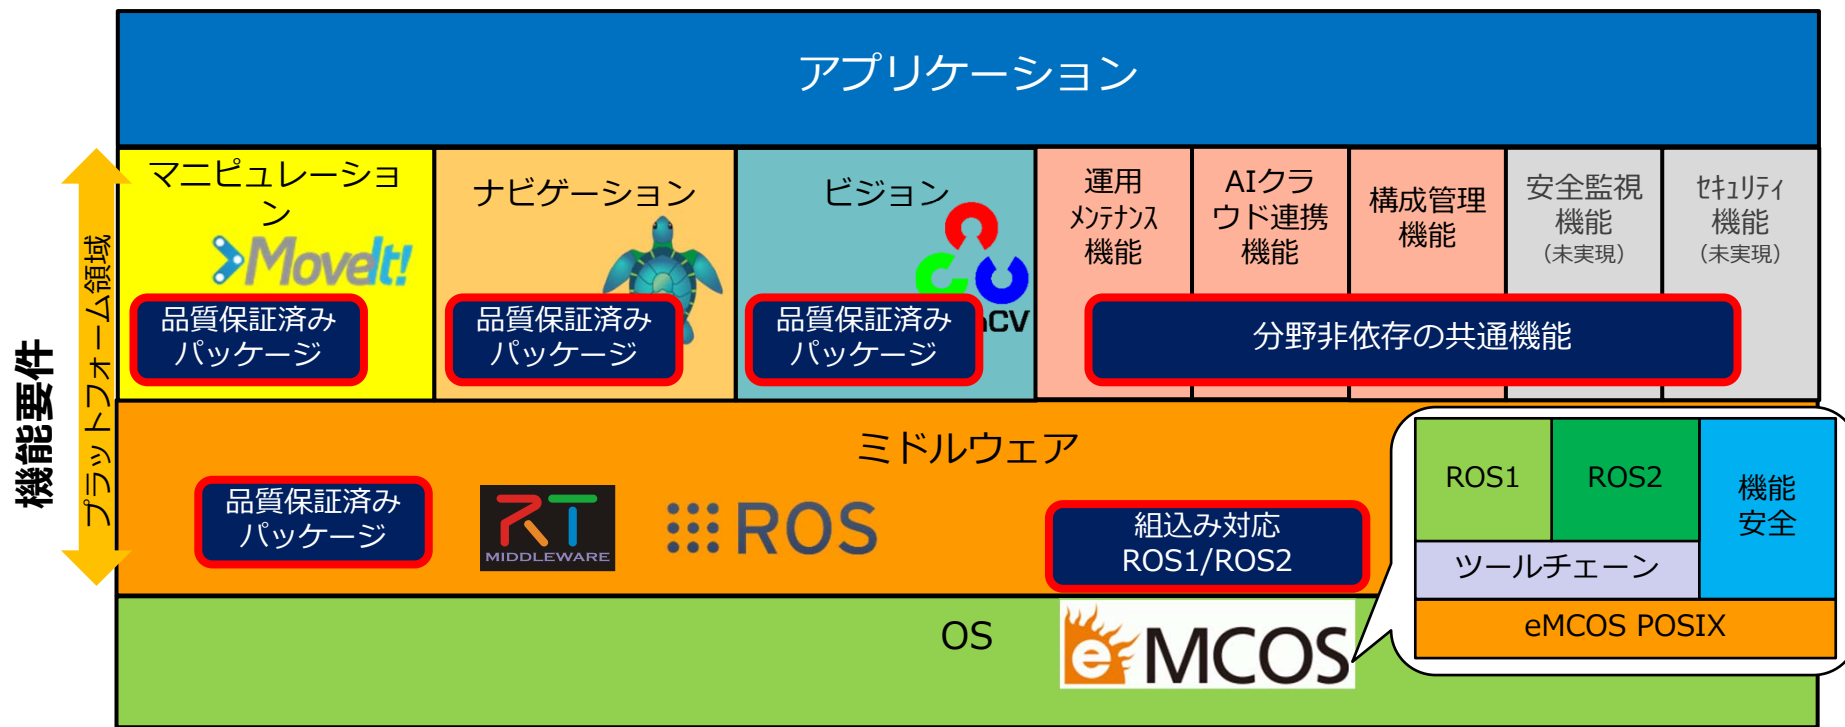 アプリケーション
機能要件
プラットフォーム領域
マニピュレーショ
ン
MoveIt!
品質保証済み
パッケージ
ナビゲーション
品質保証済み
パッケージ
ビジョン
nCV
品質保証済み
パッケージ
運用
ﾒﾝﾃﾅﾝｽ
機能
AIクラ
ウド連携
機能
構成管理
機能
安全監視
機能
（未実現）
ｾｷｭﾘﾃｨ
機能
（未実現）
分野非依存の共通機能
ミドルウェア
品質保証済み
パッケージ
RT
MIDDLEWARE
ROS
組込み対応
ROS1/ROS2
OS
eMCOS
ROS1
ROS2
機能
安全
ツールチェーン
eMCOS POSIX